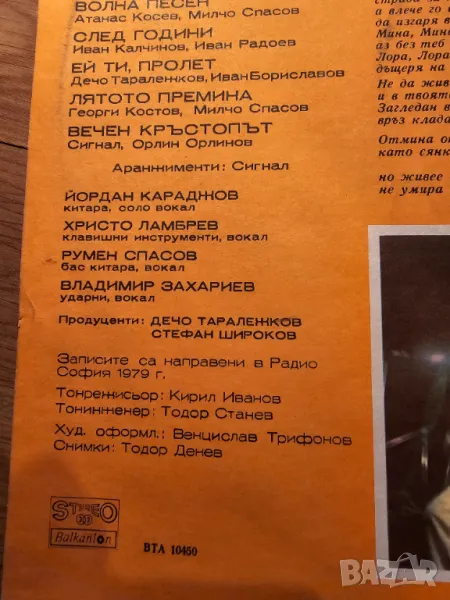 ВОЛНА ПЕСЕН
Атанас Косев, Милчо Спасов
СЛЕД ГОДИНИ
Иван Калчинов, Иван Радоев
ЕЙ ТИ, ПРОЛЕТ
Дечо Тараленков, Иван Бориславов
ЛЯТОТО ПРЕМИНА
Георги Костов, Милчо Спасов
ВЕЧЕН КРЪСТОПЪТ
Сигнал, Орлин Орлинов
Аранжименти: Сигнал
ЙОРДАН КАРАДЖОВ
китара, соло вокал
ХРИСТО ЛАМБРЕВ
клавишни инструменти, вокал
РУМЕН СПАСОВ
бас китара, вокал
ВЛАДИМИР ЗАХАРИЕВ
ударни, вокал
Продуценти: ДЕЧО ТАРАЛЕЖКОВ
СТЕФАН ШИРОКОВ
Записите са направени в Радио
София 1979 г.
Тонрежисьор: Кирил Иванов
Тонинженер: Тодор Станев
Худ. оформл.: Венцислав Трифонов
Снимки: Тодор Денев
STEREO
33
Balkanton
ВТА 10450
а влече го
да изгаря в
Мина, Мин
аз без теб
Лора, Лора
дъщеря на
Не да жив
и в твоят
Загледан в
връз клада
Отмина о
като сянк
но живее
не умира
BAZAR